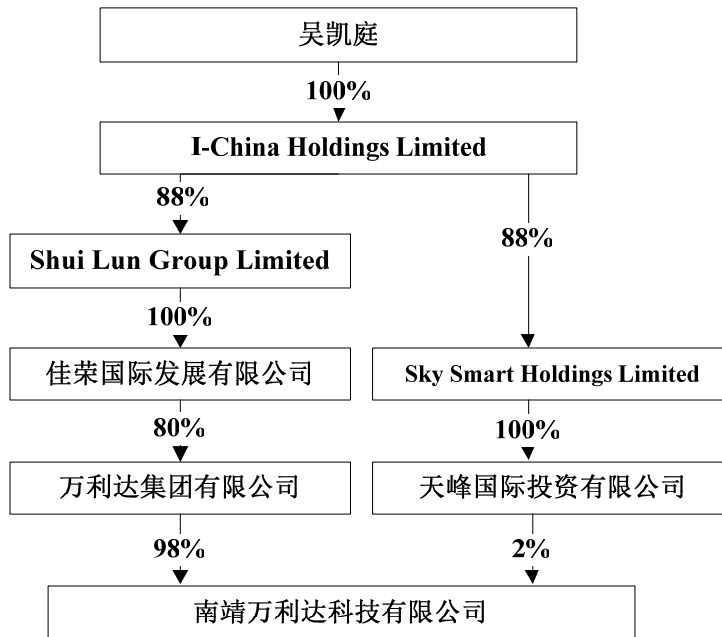 吴凯庭
100%
I-China Holdings Limited
88%
88%
Shui Lun Group Limited
100%
佳荣国际发展有限公司
Sky Smart Holdings Limited
80%
100%
万利达集团有限公司
天峰国际投资有限公司
98%
2%
南靖万利达科技有限公司